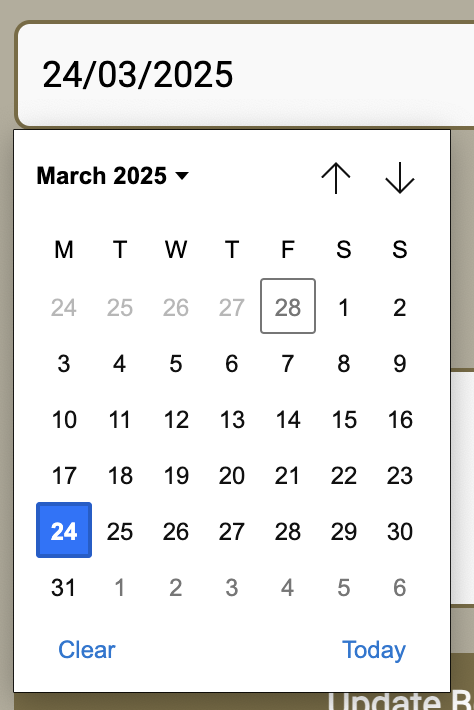 24/03/2025
March 2025
M T W T F S S
24 25 26 27 28 1 2
3 4 5 6 7 8 9
10 11 12 13 14 15 16
17 18 19 20 21 22 23
24 25 26 27 28 29 30
31 1 2 3 4 5 6
Clear Today
Update B